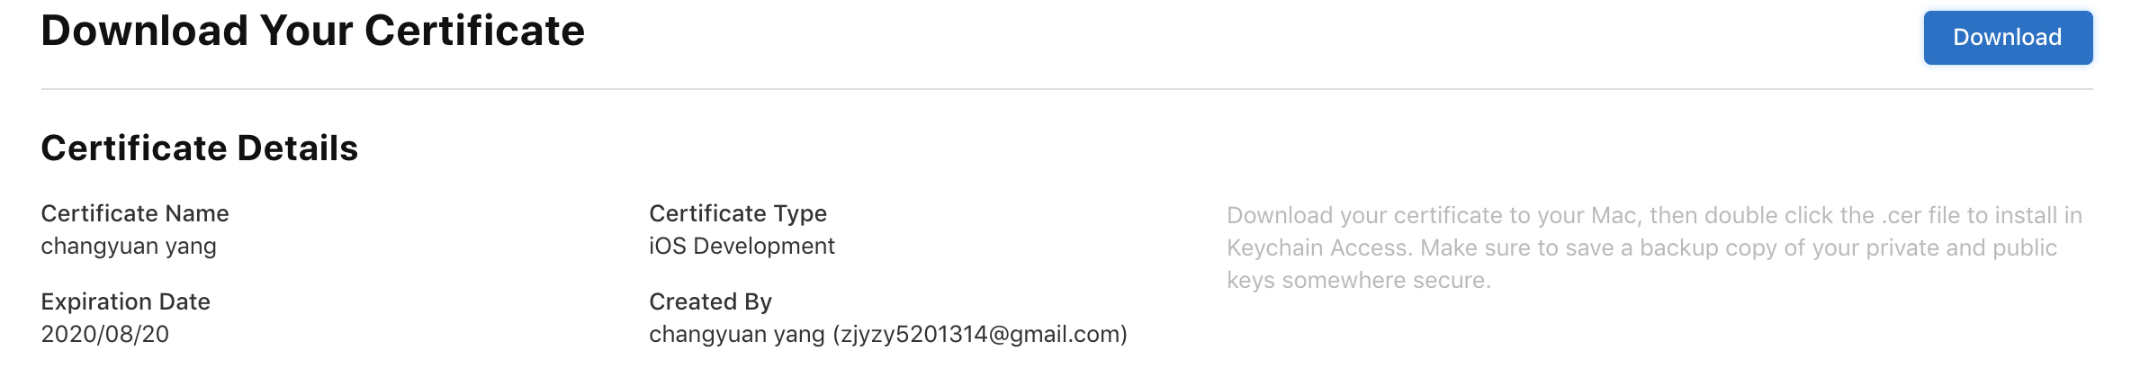 Download Your Certificate
Download
Certificate Details
Certificate Name
changyuan yang
Certificate Type
iOS Development
Download your certificate to your Mac, then double click the .cer file to install in
Keychain Access. Make sure to save a backup copy of your private and public
keys somewhere secure.
Expiration Date
2020/08/20
Created By
changyuan yang (zjyzy5201314@gmail.com)